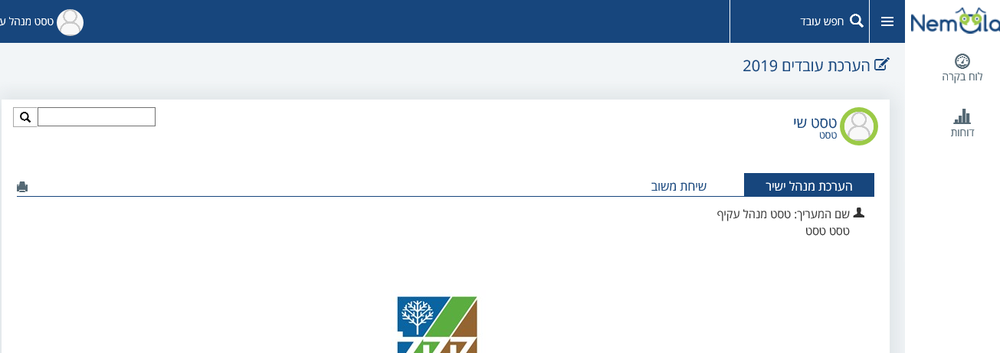 Nemala
חפש עובד
טסט מנהל ע
לוח בקרה
דוחות
הערכת עובדים 2019
טסט שי
טסט
הערכת מנהל ישיר
שיחת משוב
שם המעריך: טסט מנהל עקיף
טסט טסט